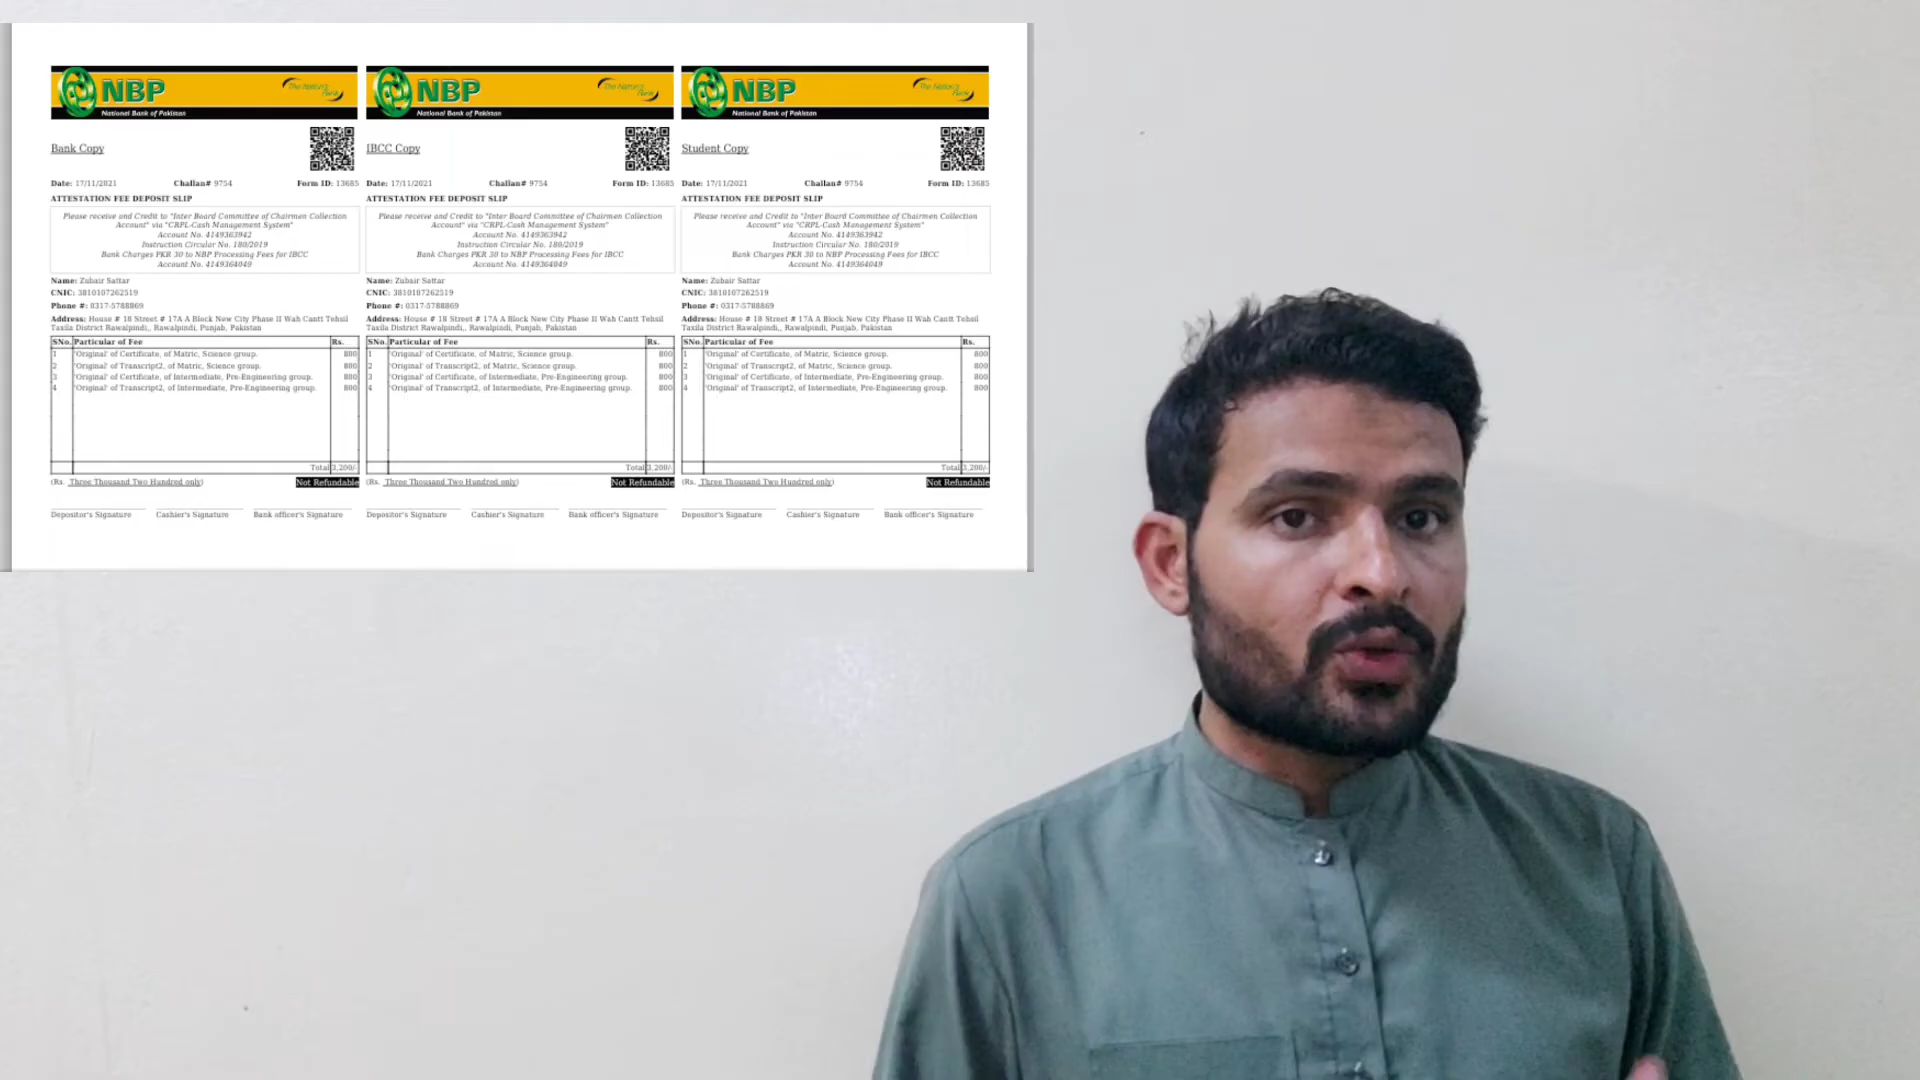 NBP
The Nation's Bank
National Bank of Pakistan
Bank Copy
Date: 17/11/2021 Challan# 9754 Form ID: 13685
ATTESTATION FEE DEPOSIT SLIP
Please receive and Credit to "Inter Board Committee of Chairmen Collection
Account" via "CRPL-Cash Management System"
Account No. 4149363942
Instruction Circular No. 180/2019
Bank Charges PKR 30 to NBP Processing Fees for IBCC
Account No. 4149364049
Name: Zubair Sattar
CNIC: 3810107262519
Phone #: 0317-5788869
Address: House # 18 Street # 17A A Block New City Phase II Wah Cantt Tehsil
Taxila District Rawalpindi,, Rawalpindi, Punjab, Pakistan
SNo. Particular of Fee Rs.
1 'Original' of Certificate, of Matric, Science group. 800
2 'Original' of Transcript2, of Matric, Science group. 800
3 'Original' of Certificate, of Intermediate, Pre-Engineering group. 800
4 'Original' of Transcript2, of Intermediate, Pre-Engineering group. 800
Total 3,200/-
(Rs. Three Thousand Two Hundred only) Not Refundable
Depositor's Signature Cashier's Signature Bank officer's Signature
NBP
The Nation's Bank
National Bank of Pakistan
IBCC Copy
Date: 17/11/2021 Challan# 9754 Form ID: 13685
ATTESTATION FEE DEPOSIT SLIP
Please receive and Credit to "Inter Board Committee of Chairmen Collection
Account" via "CRPL-Cash Management System"
Account No. 4149363942
Instruction Circular No. 180/2019
Bank Charges PKR 30 to NBP Processing Fees for IBCC
Account No. 4149364049
Name: Zubair Sattar
CNIC: 3810107262519
Phone #: 0317-5788869
Address: House # 18 Street # 17A A Block New City Phase II Wah Cantt Tehsil
Taxila District Rawalpindi,, Rawalpindi, Punjab, Pakistan
SNo. Particular of Fee Rs.
1 'Original' of Certificate, of Matric, Science group. 800
2 'Original' of Transcript2, of Matric, Science group. 800
3 'Original' of Certificate, of Intermediate, Pre-Engineering group. 800
4 'Original' of Transcript2, of Intermediate, Pre-Engineering group. 800
Total 3,200/-
(Rs. Three Thousand Two Hundred only) Not Refundable
Depositor's Signature Cashier's Signature Bank officer's Signature
NBP
The Nation's Bank
National Bank of Pakistan
Student Copy
Date: 17/11/2021 Challan# 9754 Form ID: 13685
ATTESTATION FEE DEPOSIT SLIP
Please receive and Credit to "Inter Board Committee of Chairmen Collection
Account" via "CRPL-Cash Management System"
Account No. 4149363942
Instruction Circular No. 180/2019
Bank Charges PKR 30 to NBP Processing Fees for IBCC
Account No. 4149364049
Name: Zubair Sattar
CNIC: 3810107262519
Phone #: 0317-5788869
Address: House # 18 Street # 17A A Block New City Phase II Wah Cantt Tehsil
Taxila District Rawalpindi,, Rawalpindi, Punjab, Pakistan
SNo. Particular of Fee Rs.
1 'Original' of Certificate, of Matric, Science group. 800
2 'Original' of Transcript2, of Matric, Science group. 800
3 'Original' of Certificate, of Intermediate, Pre-Engineering group. 800
4 'Original' of Transcript2, of Intermediate, Pre-Engineering group. 800
Total 3,200/-
(Rs. Three Thousand Two Hundred only) Not Refundable
Depositor's Signature Cashier's Signature Bank officer's Signature